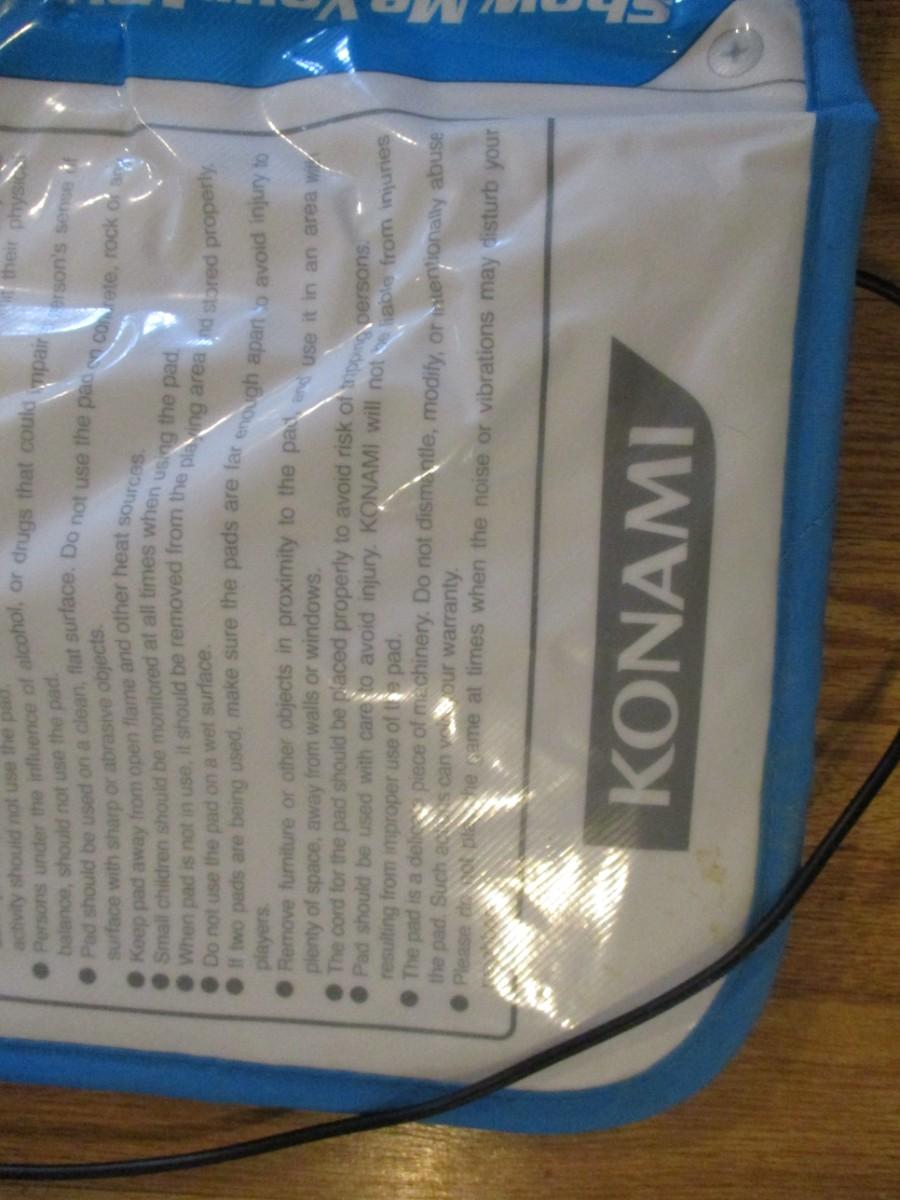 Show Me Your
their physical
activity should not use the pad.
Persons under the influence of alcohol, or drugs that could impair person's sense of
balance, should not use the pad.
Pad should be used on a clean, flat surface. Do not use the pad on concrete, rock or any
surface with sharp or abrasive objects.
Keep pad away from open flame and other heat sources.
Small children should be monitored at all times when using the pad.
When pad is not in use, it should be removed from the playing area and stored properly.
Do not use the pad on a wet surface.
If two pads are being used, make sure the pads are far enough apart to avoid injury to
players.
Remove furniture or other objects in proximity to the pad, and use it in an area with
plenty of space, away from walls or windows.
The cord for the pad should be placed properly to avoid risk of tripping persons.
Pad should be used with care to avoid injury. KONAMI will not be liable from injuries
resulting from improper use of the pad.
The pad is a delicate piece of machinery. Do not dismantle, modify, or intentionally abuse
the pad. Such actions can void your warranty.
Please do not play the game at times when the noise or vibrations may disturb your
KONAMI